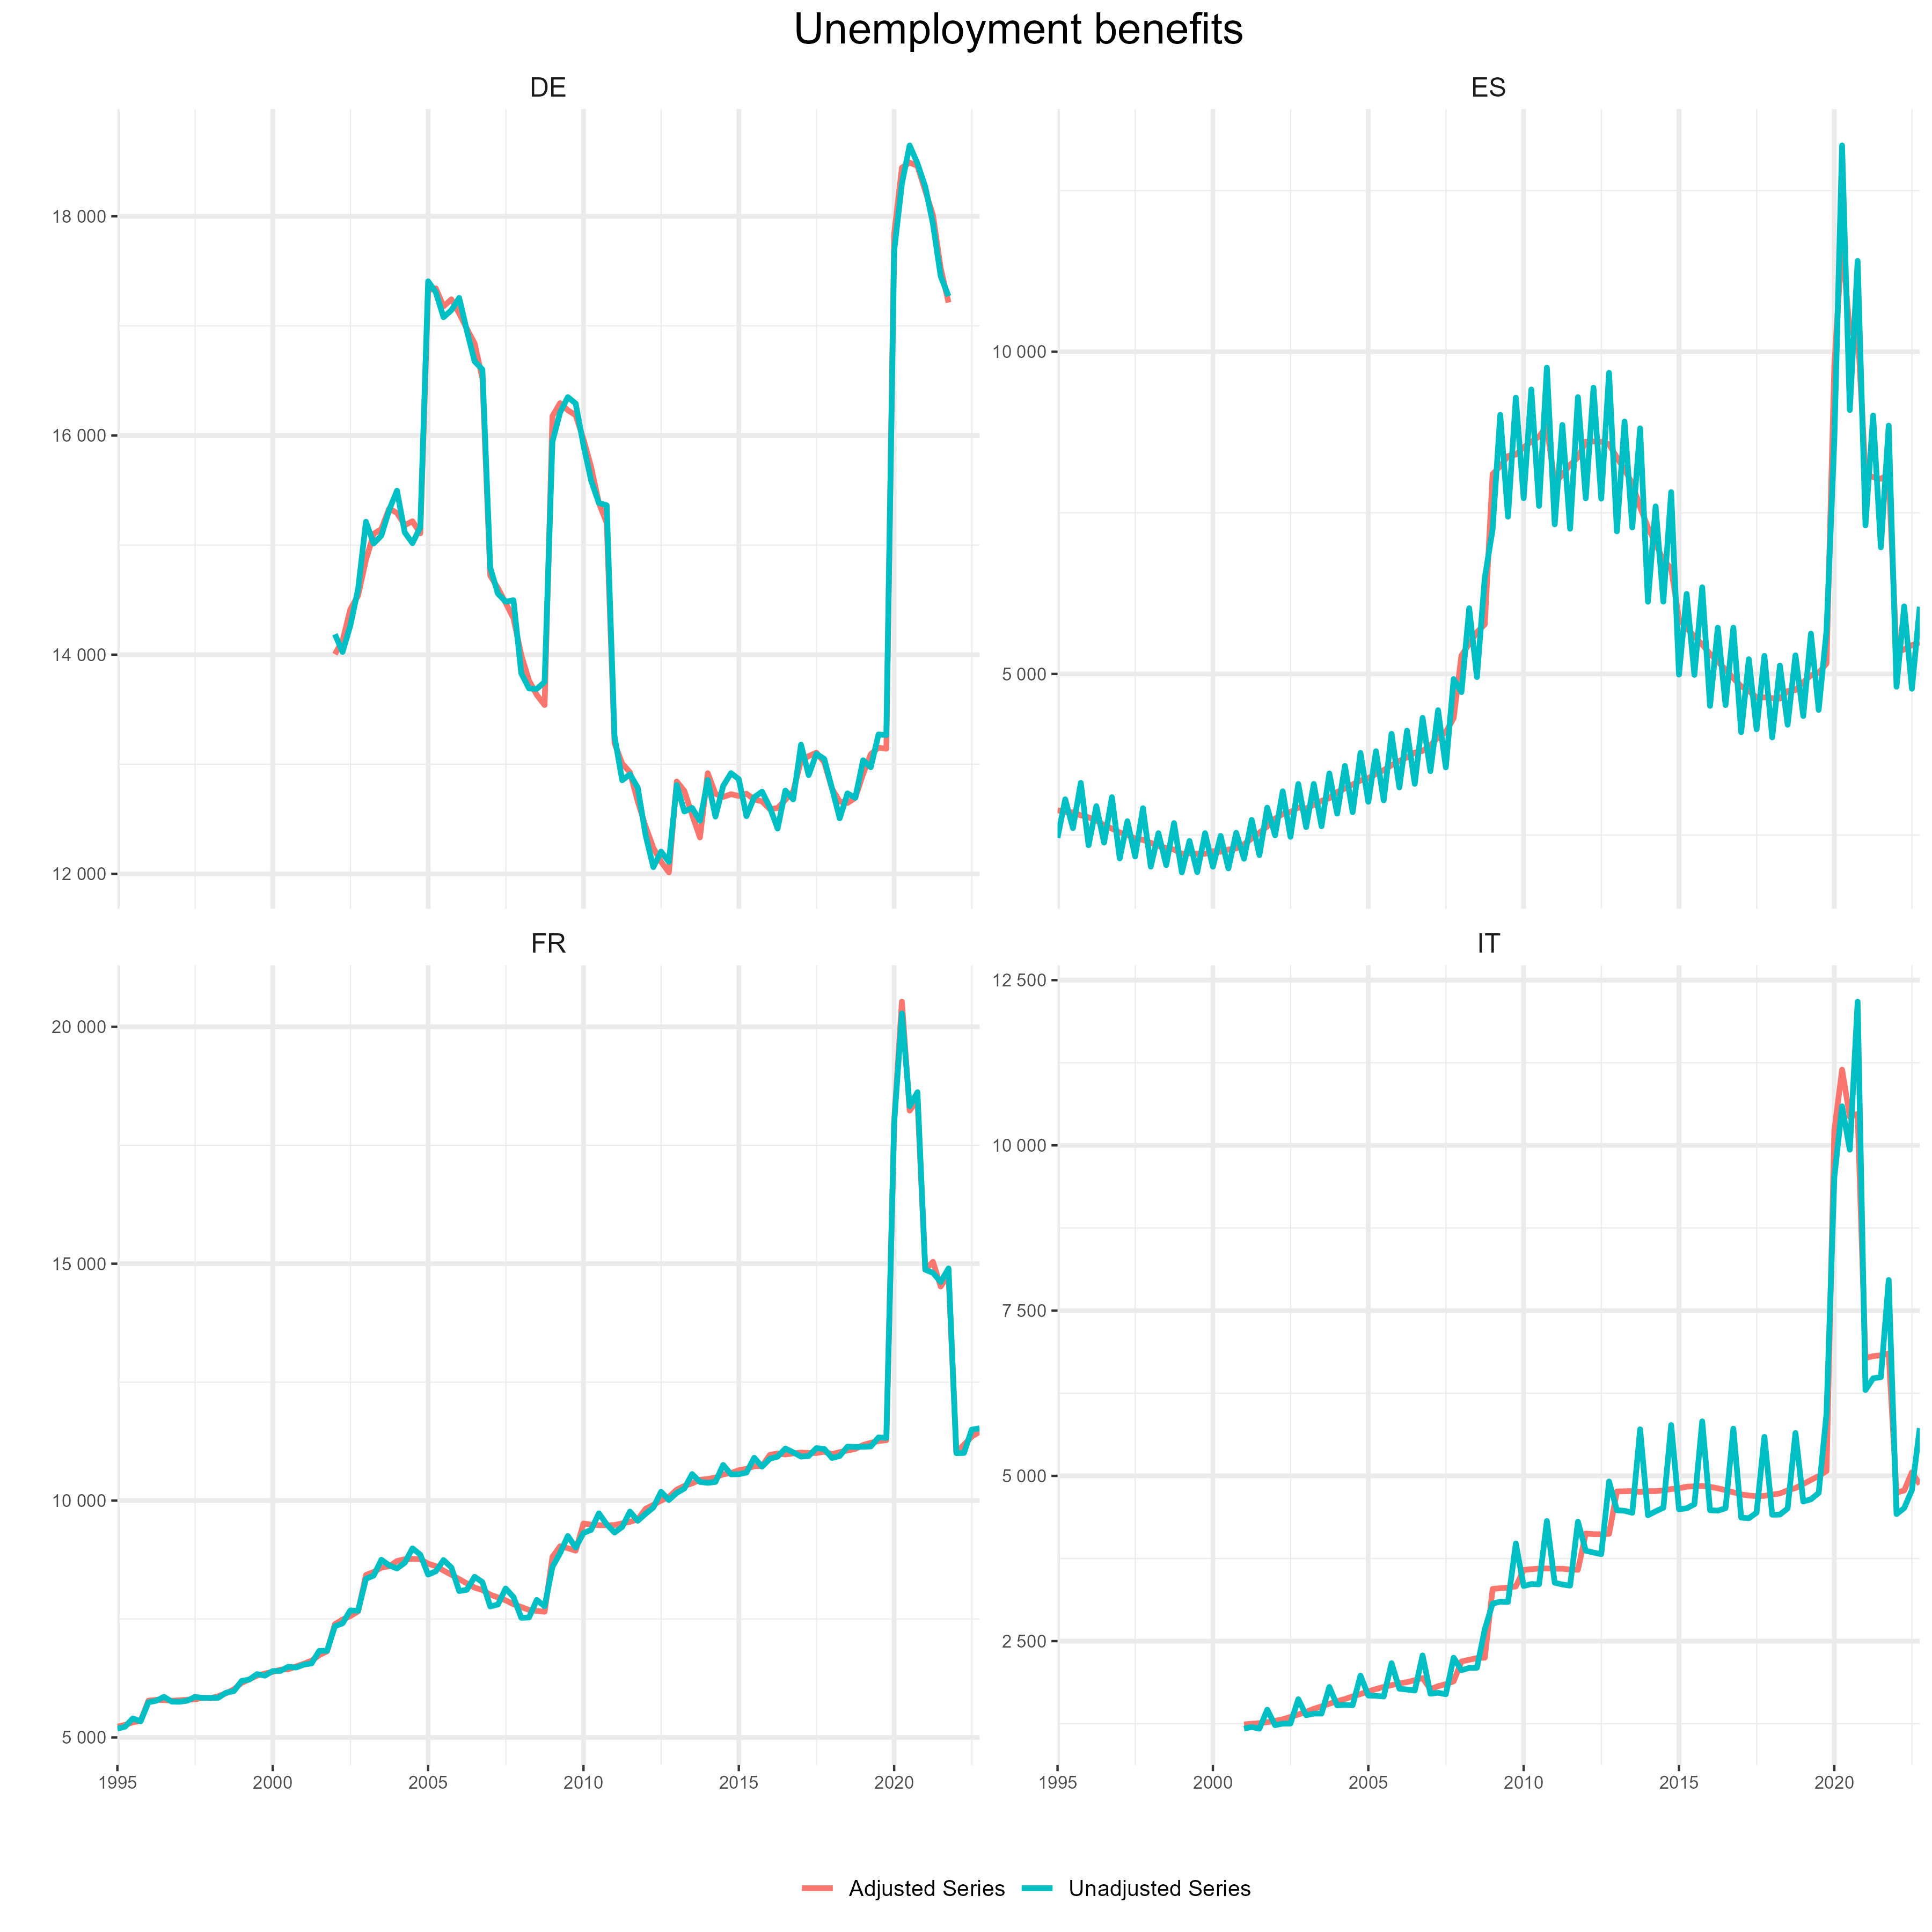 Unemployment benefits
DE
ES
18 000
16 000
14 000
12 000
10 000
5 000
FR
IT
20 000
15 000
10 000
5 000
12 500
10 000
7 500
5 000
2 500
1995 2000 2005 2010 2015 2020
1995 2000 2005 2010 2015 2020
Adjusted Series Unadjusted Series